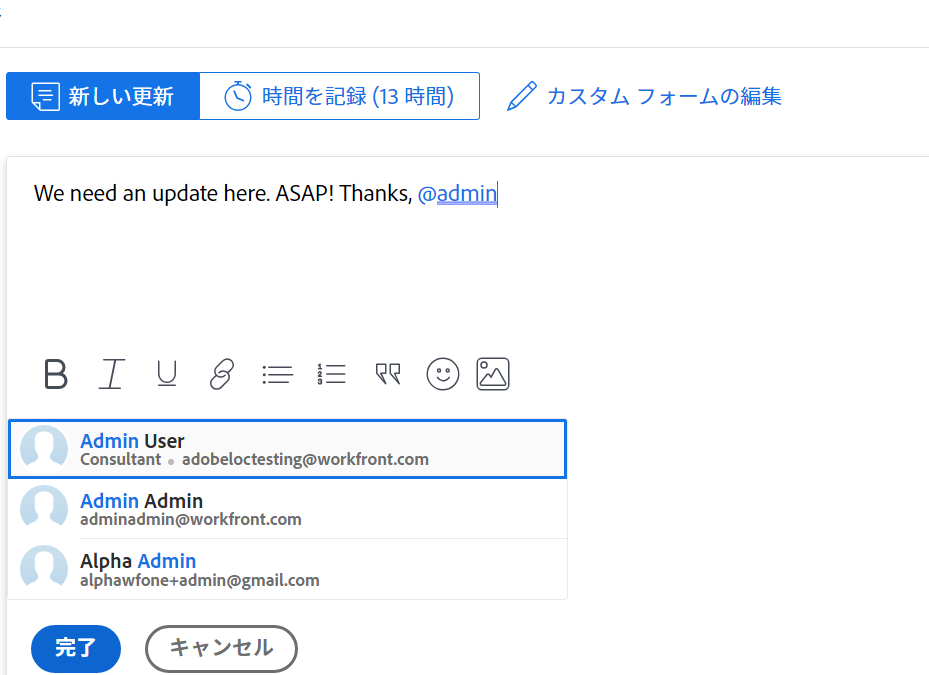 新しい更新
時間を記録 (13 時間)
カスタム フォームの編集
We need an update here. ASAP! Thanks, @admin
Admin User
Consultant • adobeloctesting@workfront.com
Admin Admin
adminadmin@workfront.com
Alpha Admin
alphawfone+admin@gmail.com
完了
キャンセル